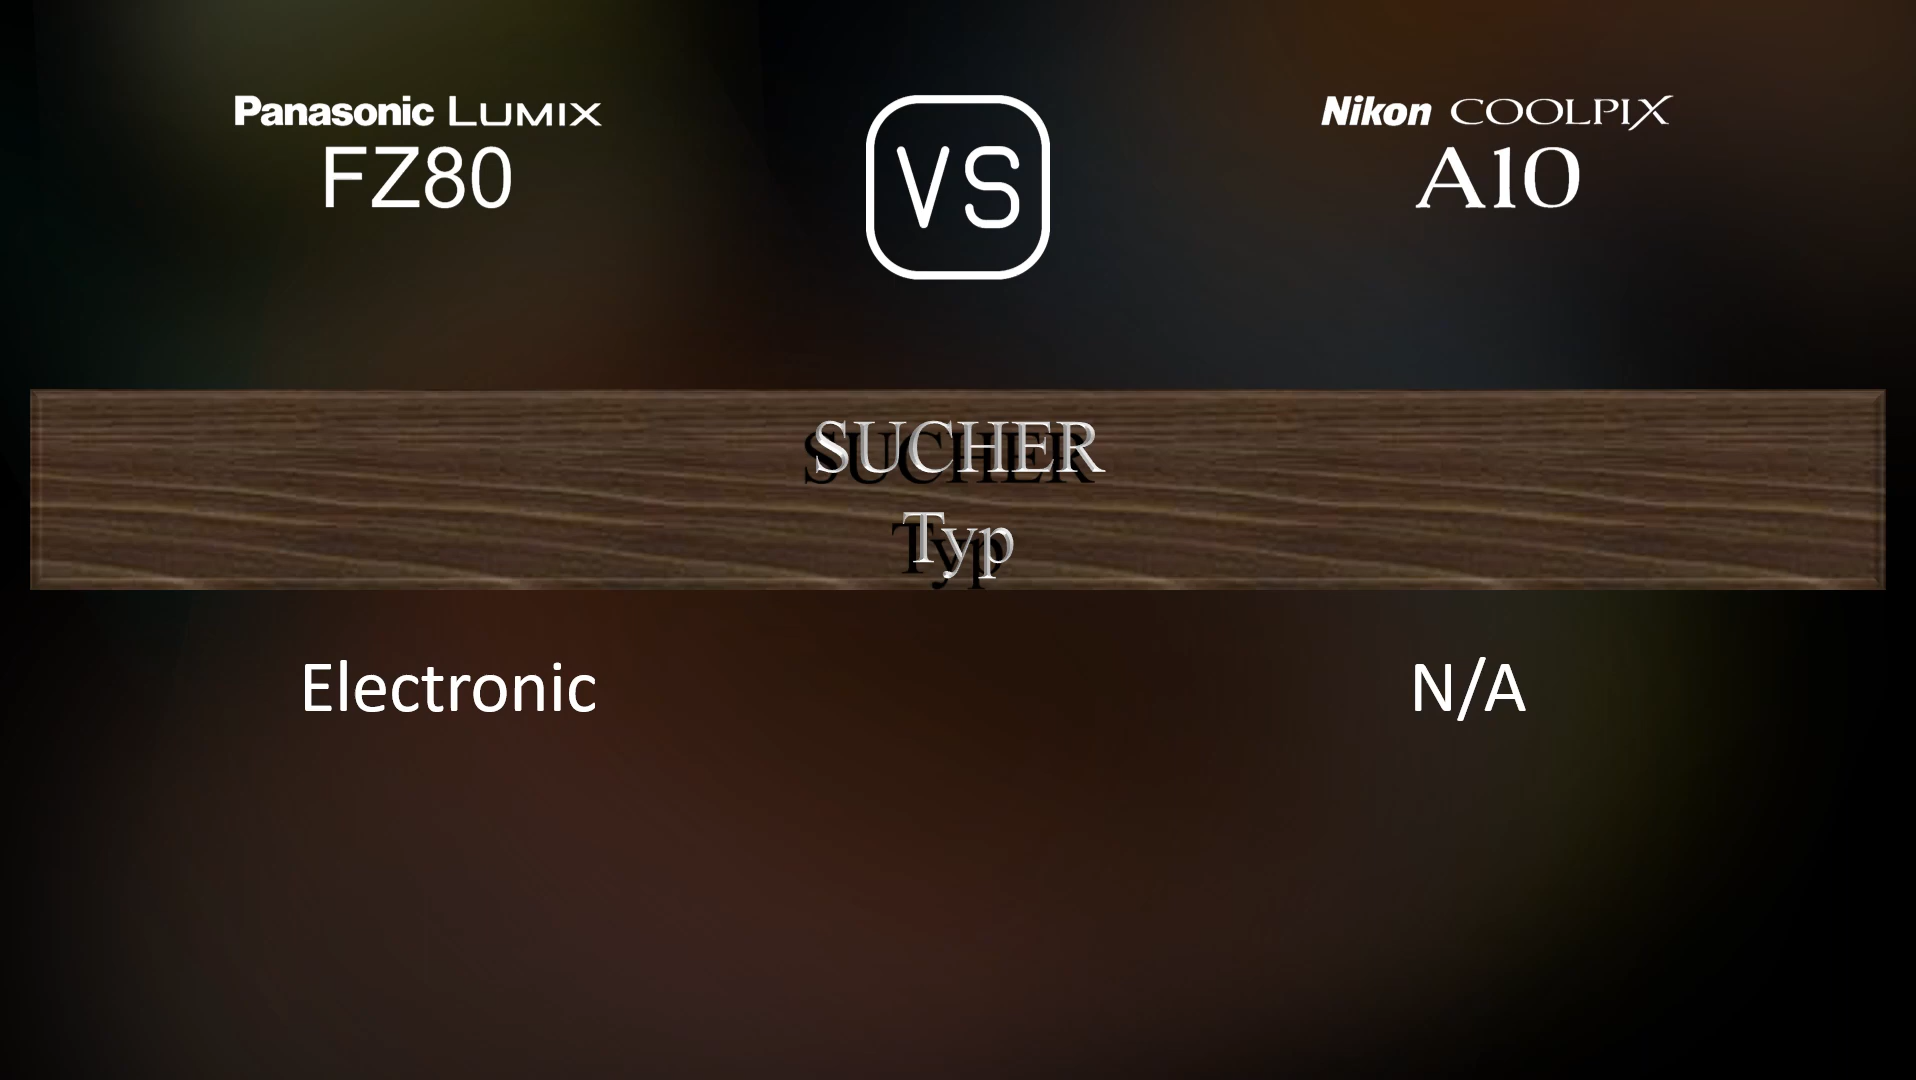 Panasonic LUMIX
FZ80
VS
Nikon COOLPIX
A10
SUCHER
Typ
Electronic
N/A